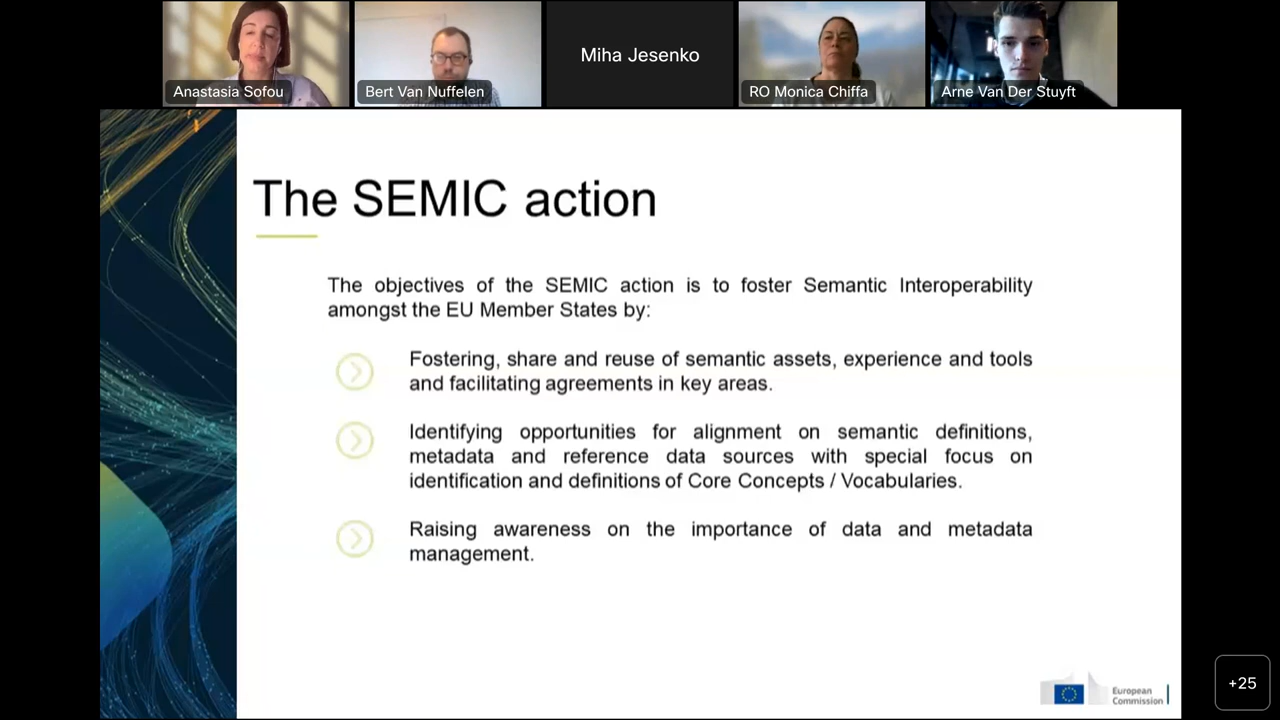 Anastasia Sofou
Bert Van Nuffelen
Miha Jesenko
RO Monica Chiffa
Arne Van Der Stuyft
The SEMIC action
The objectives of the SEMIC action is to foster Semantic Interoperability
amongst the EU Member States by:
Fostering, share and reuse of semantic assets, experience and tools
and facilitating agreements in key areas.
Identifying opportunities for alignment on semantic definitions,
metadata and reference data sources with special focus on
identification and definitions of Core Concepts / Vocabularies.
Raising awareness on the importance of data and metadata
management.
European
Commission
+25